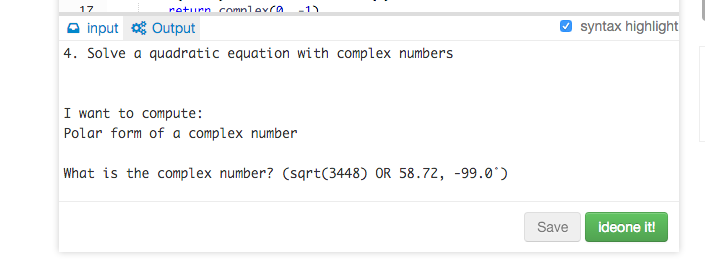 17 return complex(0, -1)
input Output syntax highlight
4. Solve a quadratic equation with complex numbers
I want to compute:
Polar form of a complex number
What is the complex number? (sqrt(3448) OR 58.72, -99.0°)
Save ideone it!